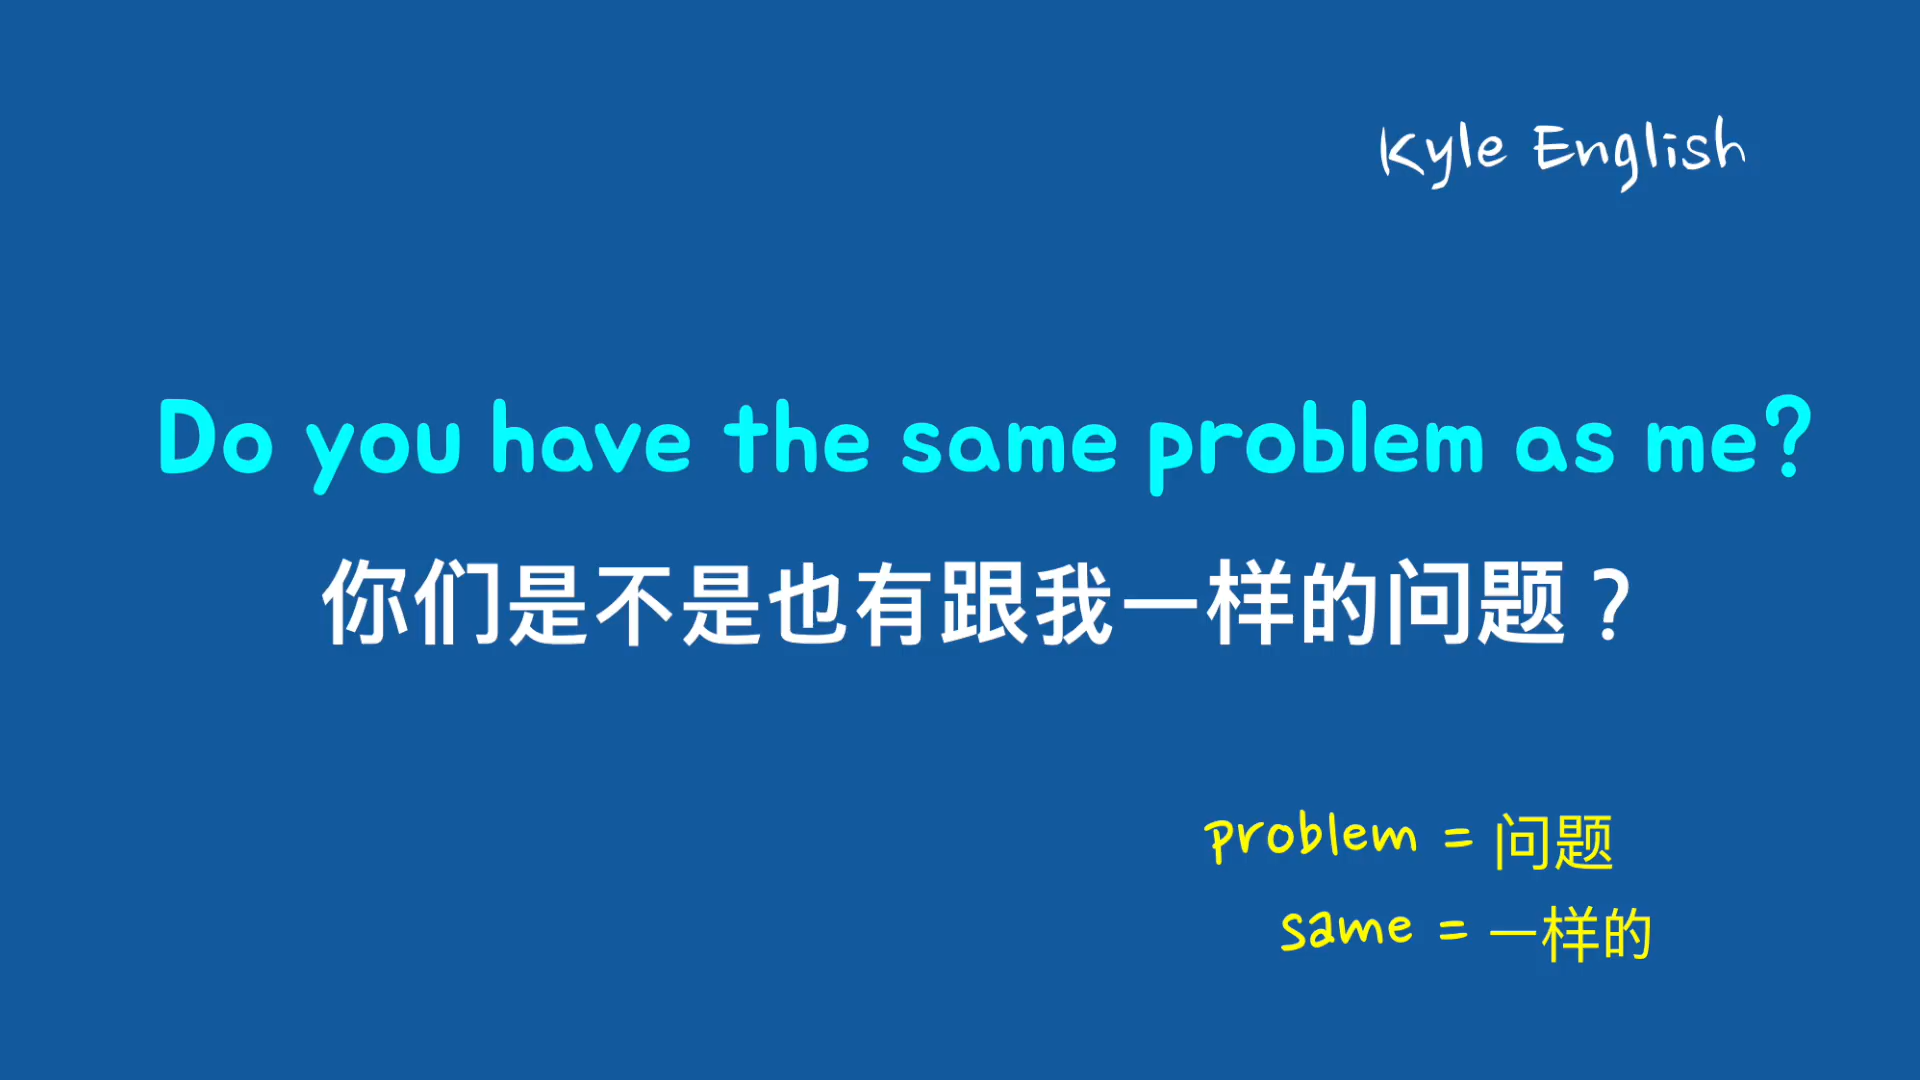 Kyle English
Do you have the same problem as me?
你们是不是也有跟我一样的问题？
problem = 问题
same = 一样的